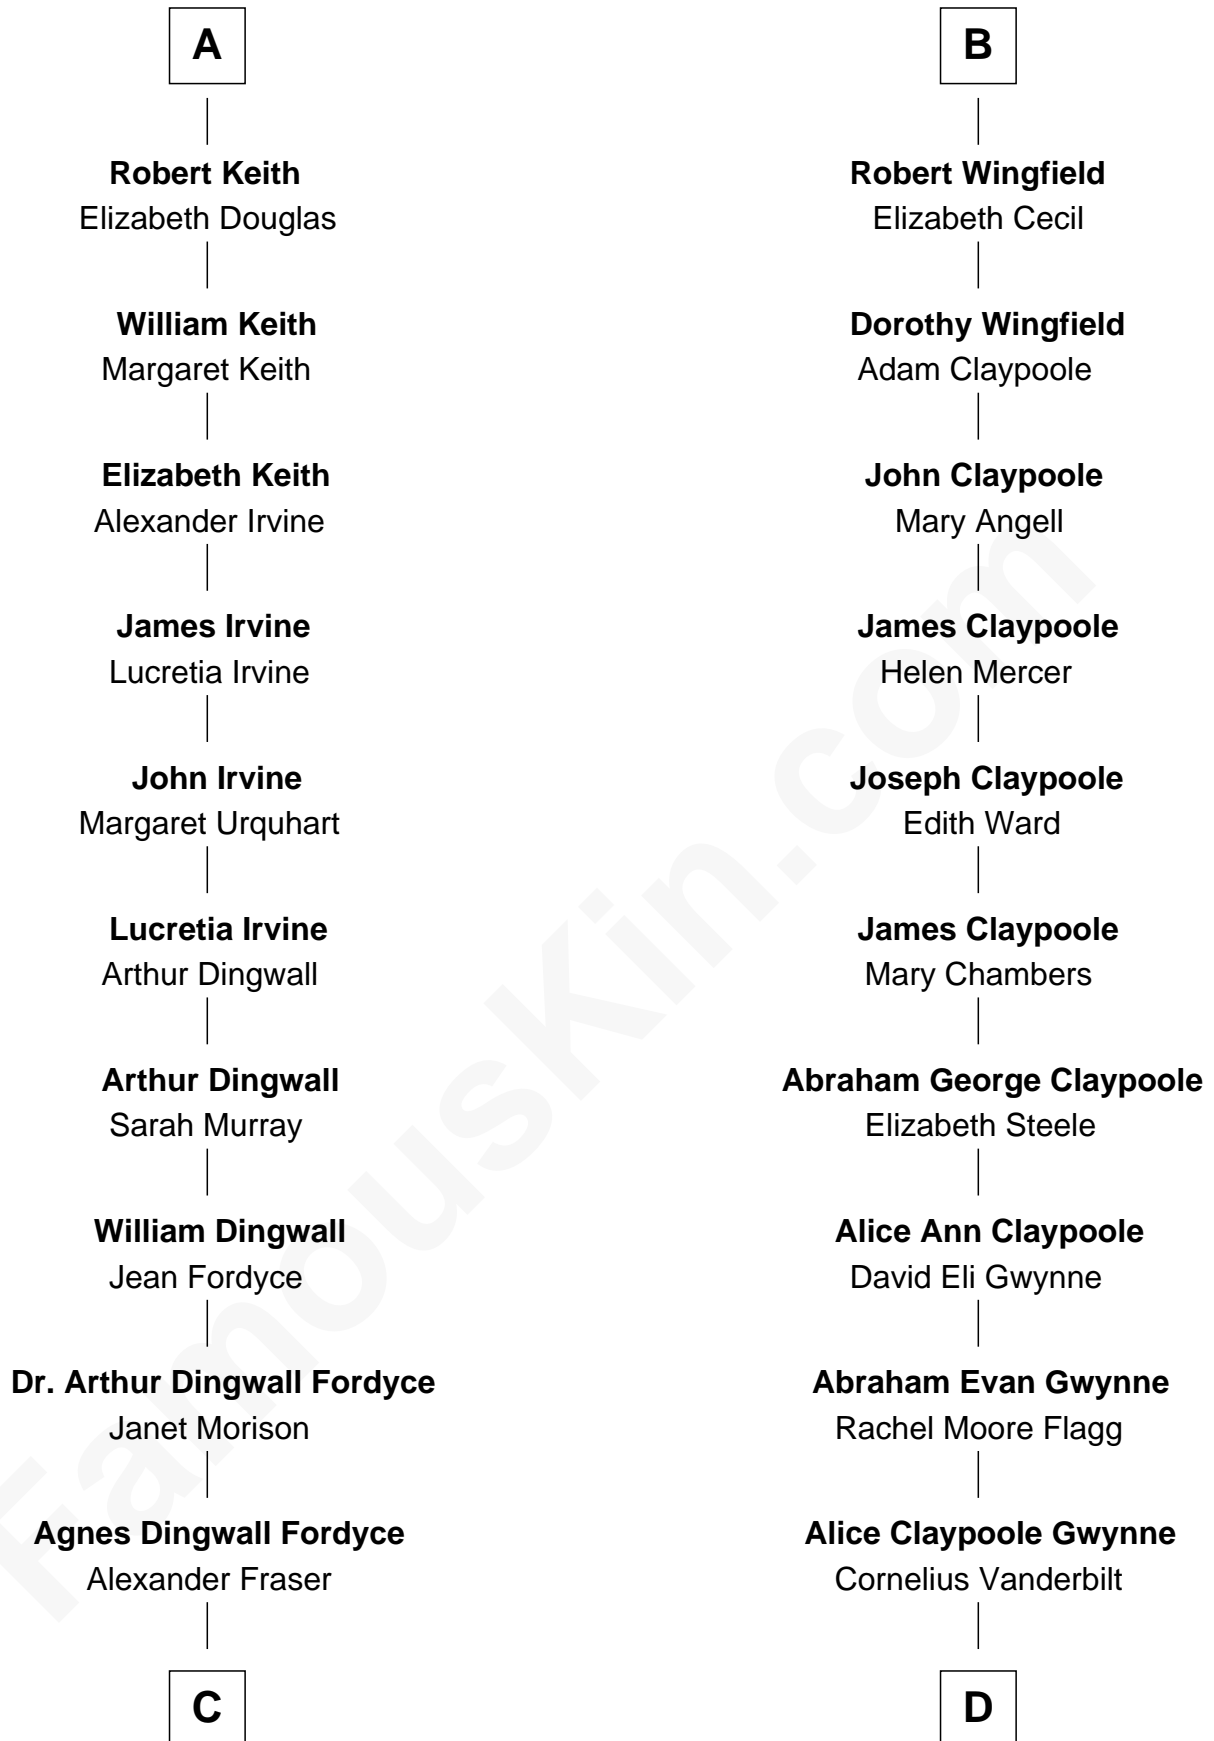 A
Robert Keith
Elizabeth Douglas
William Keith
Margaret Keith
Elizabeth Keith
Alexander Irvine
James Irvine
Lucretia Irvine
John Irvine
Margaret Urquhart
Lucretia Irvine
Arthur Dingwall
Arthur Dingwall
Sarah Murray
William Dingwall
Jean Fordyce
Dr. Arthur Dingwall Fordyce
Janet Morison
Agnes Dingwall Fordyce
Alexander Fraser
C
B
Robert Wingfield
Elizabeth Cecil
Dorothy Wingfield
Adam Claypoole
John Claypoole
Mary Angell
James Claypoole
Helen Mercer
Joseph Claypoole
Edith Ward
James Claypoole
Mary Chambers
Abraham George Claypoole
Elizabeth Steele
Alice Ann Claypoole
David Eli Gwynne
Abraham Evan Gwynne
Rachel Moore Flagg
Alice Claypoole Gwynne
Cornelius Vanderbilt
D
FamousKin.com